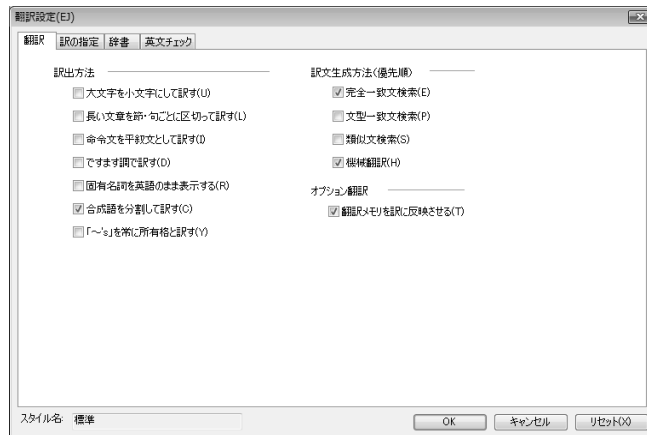 翻訳設定(EJ)
翻訳 訳の指定 辞書 英文チェック
訳出方法
大文字を小文字にして訳す(U)
長い文章を節・句ごとに区切って訳す(L)
命令文を平叙文として訳す(I
ですます調で訳す(D)
固有名詞を英語のまま表示する(R)
合成語を分割して訳す(C)
「～'s」を常に所有格と訳す(Y)
訳文生成方法(優先順)
完全一致文検索(E)
文型一致文検索(P)
類似文検索(S)
機械翻訳(H)
オプション翻訳
翻訳メモリを訳に反映させる(T)
スタイル名: 標準
OK キャンセル リセット(X)